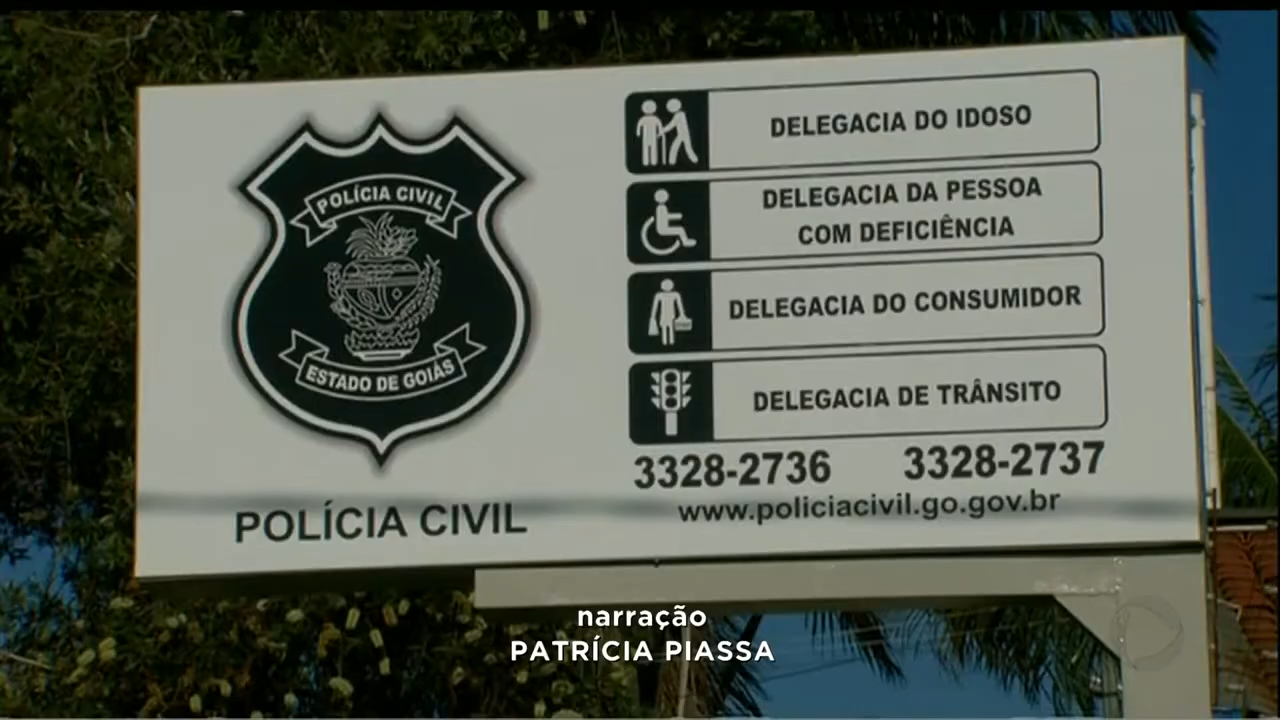 POLÍCIA CIVIL
ESTADO DE GOIÁS
POLÍCIA CIVIL
DELEGACIA DO IDOSO
DELEGACIA DA PESSOA
COM DEFICIÊNCIA
DELEGACIA DO CONSUMIDOR
DELEGACIA DE TRÂNSITO
3328-2736 3328-2737
www.policiacivil.go.gov.br
narração
PATRÍCIA PIASSA